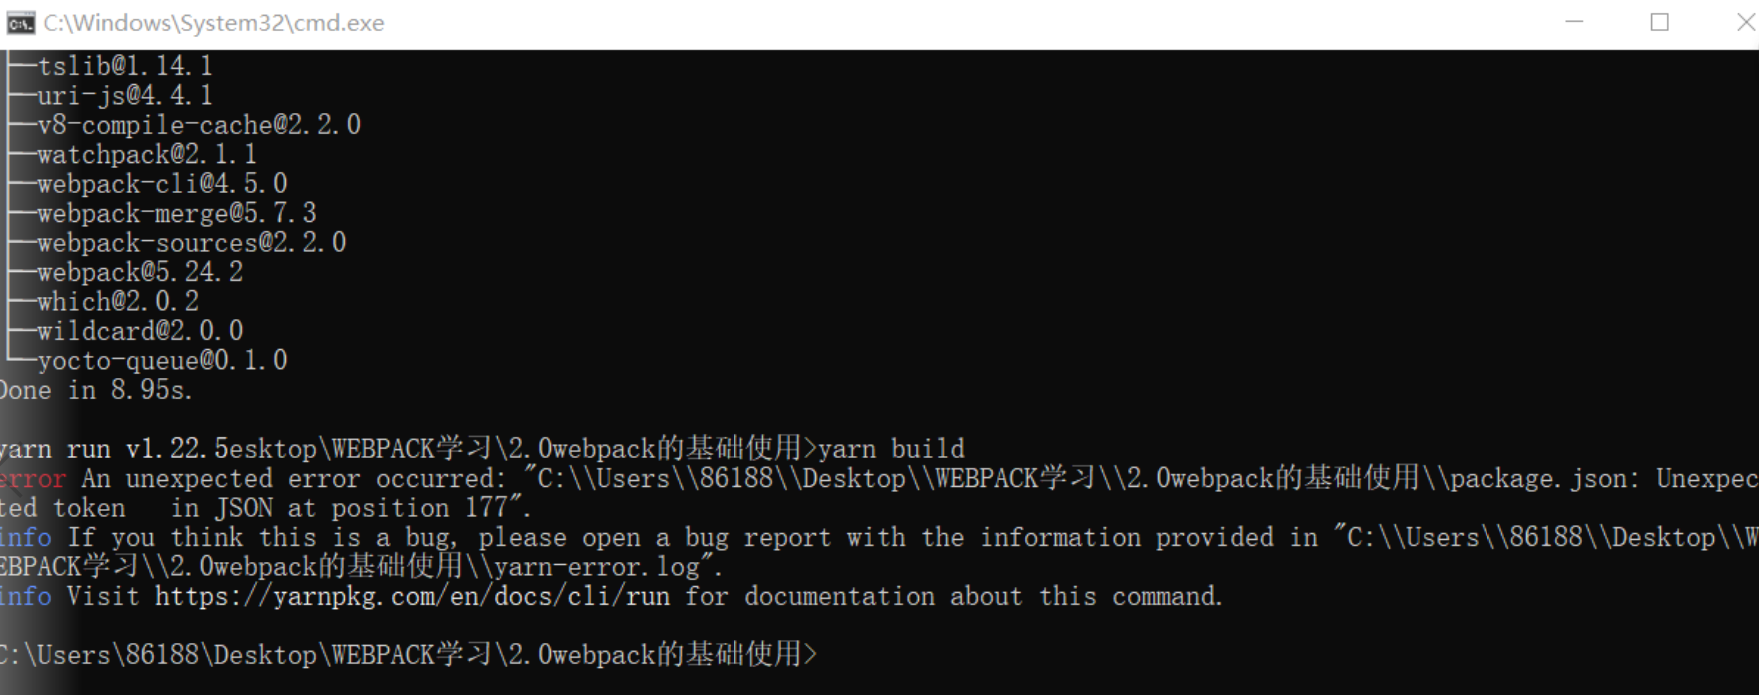 C:\Windows\System32\cmd.exe
├─tslib@1.14.1
├─uri-js@4.4.1
├─v8-compile-cache@2.2.0
├─watchpack@2.1.1
├─webpack-cli@4.5.0
├─webpack-merge@5.7.3
├─webpack-sources@2.2.0
├─webpack@5.24.2
├─which@2.0.2
├─wildcard@2.0.0
└─yocto-queue@0.1.0
Done in 8.95s.
yarn run v1.22.5esktop\WEBPACK学习\2.0webpack的基础使用>yarn build
error An unexpected error occurred: "C:\\Users\\86188\\Desktop\\WEBPACK学习\\2.0webpack的基础使用\\package.json: Unexpec
ted token   in JSON at position 177".
info If you think this is a bug, please open a bug report with the information provided in "C:\\Users\\86188\\Desktop\\W
EBPACK学习\\2.0webpack的基础使用\\yarn-error.log".
info Visit https://yarnpkg.com/en/docs/cli/run for documentation about this command.
C:\Users\86188\Desktop\WEBPACK学习\2.0webpack的基础使用>